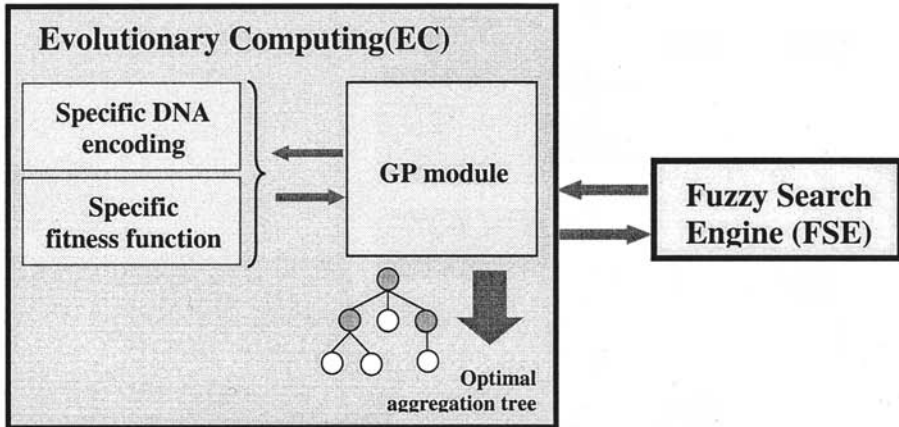 Evolutionary Computing(EC)
Specific DNA
encoding
Specific
fitness function
GP module
Fuzzy Search
Engine (FSE)
Optimal
aggregation tree